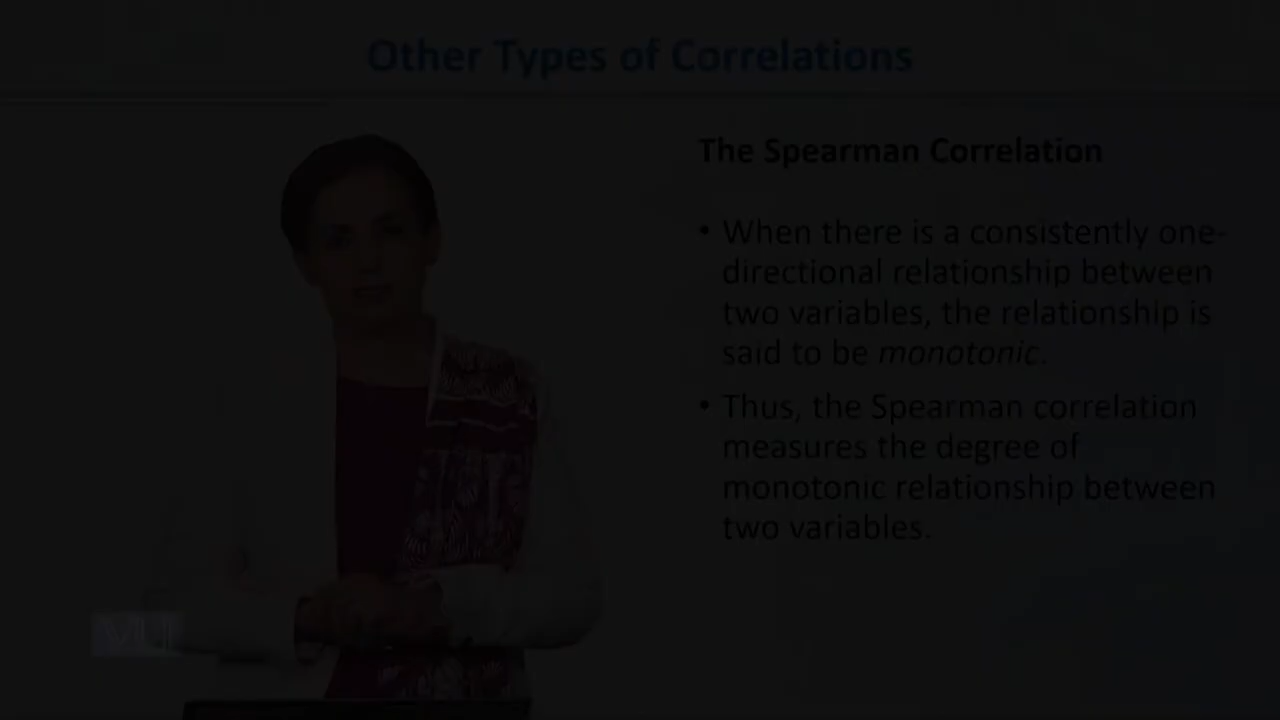 Other Types of Correlations
The Spearman Correlation
• When there is a consistently one-
directional relationship between
two variables, the relationship is
said to be monotonic.
• Thus, the Spearman correlation
measures the degree of
monotonic relationship between
two variables.
VU